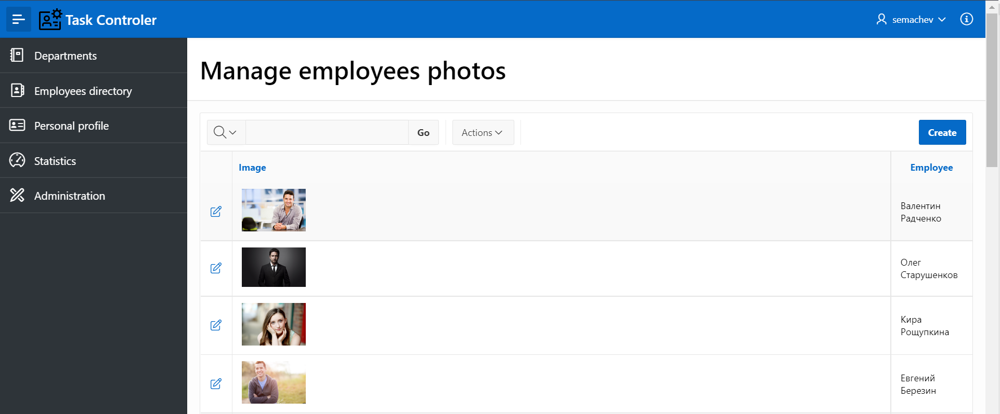 Task Controler
semachev
Departments
Employees directory
Personal profile
Statistics
Administration
Manage employees photos
Go
Actions
Create
Image
Employee
Валентин
Радченко
Олег
Старушенков
Кира
Рощупкина
Евгений
Березин